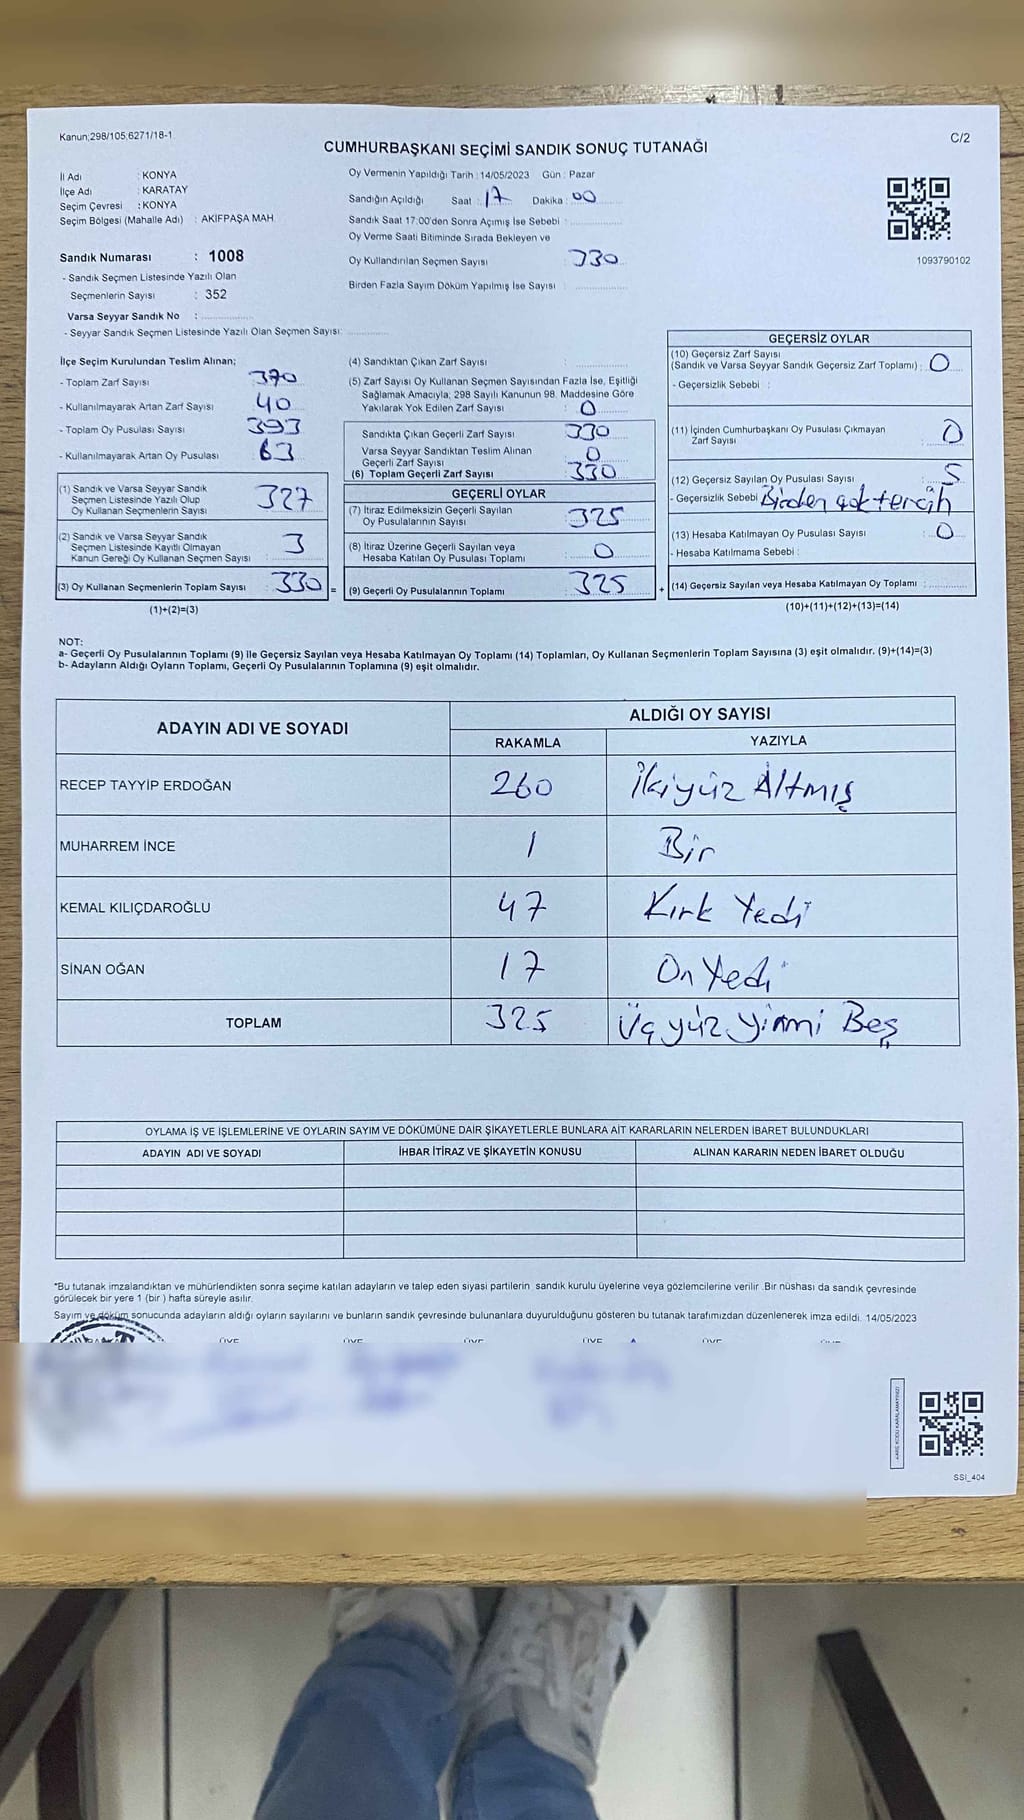 Kanun;298/105;6271/18-1
C/2
CUMHURBAŞKANI SEÇİMİ SANDIK SONUÇ TUTANAĞI
İl Adı : KONYA
İlçe Adı : KARATAY
Seçim Çevresi : KONYA
Seçim Bölgesi (Mahalle Adı) : AKİFPAŞA MAH.
Sandık Numarası : 1008
- Sandık Seçmen Listesinde Yazılı Olan
Seçmenlerin Sayısı : 352
Varsa Seyyar Sandık No :
- Seyyar Sandık Seçmen Listesinde Yazılı Olan Seçmen Sayısı:
Oy Vermenin Yapıldığı Tarih : 14/05/2023 Gün : Pazar
Sandığın Açıldığı Saat : 17 Dakika : 00
Sandık Saat 17:00'den Sonra Açımış İse Sebebi :
Oy Verme Saati Bitiminde Sırada Bekleyen ve
Oy Kullandırılan Seçmen Sayısı : 330
Birden Fazla Sayım Döküm Yapılmış İse Sayısı :
1093790102
İlçe Seçim Kurulundan Teslim Alınan;
- Toplam Zarf Sayısı : 370
- Kullanılmayarak Artan Zarf Sayısı : 40
- Toplam Oy Pusulası Sayısı : 393
- Kullanılmayarak Artan Oy Pusulası : 63
(1) Sandık ve Varsa Seyyar Sandık
Seçmen Listesinde Yazılı Olup
Oy Kullanan Seçmenlerin Sayısı : 327
(2) Sandık ve Varsa Seyyar Sandık
Seçmen Listesinde Kayıtlı Olmayan
Kanun Gereği Oy Kullanan Seçmen Sayısı : 3
(3) Oy Kullanan Seçmenlerin Toplam Sayısı : 330 =
(1)+(2)=(3)
(4) Sandıktan Çıkan Zarf Sayısı :
(5) Zarf Sayısı Oy Kullanan Seçmen Sayısından Fazla İse, Eşitliği
Sağlamak Amacıyla, 298 Sayılı Kanunun 98. Maddesine Göre
Yakılarak Yok Edilen Zarf Sayısı : 0
Sandıkta Çıkan Geçerli Zarf Sayısı : 330
Varsa Seyyar Sandıktan Teslim Alınan
Geçerli Zarf Sayısı : 0
(6) Toplam Geçerli Zarf Sayısı : 330
GEÇERLİ OYLAR
(7) İtiraz Edilmeksizin Geçerli Sayılan
Oy Pusulalarının Sayısı : 325
(8) İtiraz Üzerine Geçerli Sayılan veya
Hesaba Katılan Oy Pusulası Toplamı : 0
(9) Geçerli Oy Pusulalarının Toplamı : 325 +
GEÇERSİZ OYLAR
(10) Geçersiz Zarf Sayısı
(Sandık ve Varsa Seyyar Sandık Geçersiz Zarf Toplamı) : 0
- Geçersizlik Sebebi :
(11) İçinden Cumhurbaşkanı Oy Pusulası Çıkmayan
Zarf Sayısı : 0
(12) Geçersiz Sayılan Oy Pusulası Sayısı : 5
- Geçersizlik Sebebi : Birden çok tercih
(13) Hesaba Katılmayan Oy Pusulası Sayısı : 0
- Hesaba Katılmama Sebebi :
(14) Geçersiz Sayılan veya Hesaba Katılmayan Oy Toplamı :
(10)+(11)+(12)+(13)=(14)
NOT:
a- Geçerli Oy Pusulalarının Toplamı (9) ile Geçersiz Sayılan veya Hesaba Katılmayan Oy Toplamı (14) Toplamları, Oy Kullanan Seçmenlerin Toplam Sayısına (3) eşit olmalıdır. (9)+(14)=(3)
b- Adayların Aldığı Oyların Toplamı, Geçerli Oy Pusulalarının Toplamına (9) eşit olmalıdır.
ADAYIN ADI VE SOYADI ALDIĞI OY SAYISI
RAKAMLA YAZIYLA
RECEP TAYYİP ERDOĞAN 260 İkiyüz Altmış
MUHARREM İNCE 1 Bir
KEMAL KILIÇDAROĞLU 47 Kırk Yedi
SİNAN OĞAN 17 On Yedi
TOPLAM 325 Üçyüz Yirmi Beş
OYLAMA İŞ VE İŞLEMLERİNE VE OYLARIN SAYIM VE DÖKÜMÜNE DAİR ŞİKAYETLERLE BUNLARA AİT KARARLARIN NELERDEN İBARET BULUNDUKLARI
ADAYIN ADI VE SOYADI İHBAR İTİRAZ VE ŞİKAYETİN KONUSU ALINAN KARARIN NEDEN İBARET OLDUĞU
*Bu tutanak imzalandıktan ve mühürlendikten sonra seçime katılan adayların ve talep eden siyasi partilerin sandık kurulu üyelerine veya gözlemcilerine verilir .Bir nüshası da sandık çevresinde
görülecek bir yere 1 (bir ) hafta süreyle asılır.
Sayım ve döküm sonucunda adayların aldığı oyların sayılarını ve bunların sandık çevresinde bulunanlara duyurulduğunu gösteren bu tutanak tarafımızdan düzenlenerek imza edildi. 14/05/2023
ÜYE ÜYE ÜYE ÜYE ÜYE
SSI_404